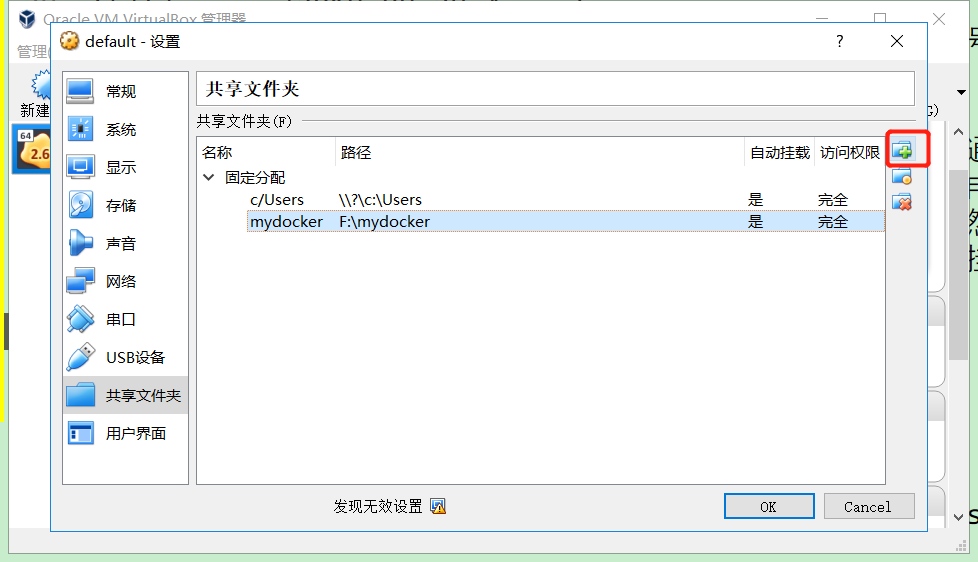 Oracle VM VirtualBox 管理器
default - 设置
?
管理(
新建
64
2.6
常规
系统
显示
存储
声音
网络
串口
USB设备
共享文件夹
用户界面
共享文件夹
共享文件夹(F)
名称 路径 自动挂载 访问权限
固定分配
c/Users \\?\c:\Users 是 完全
mydocker F:\mydocker 是 完全
发现无效设置
OK Cancel
G)